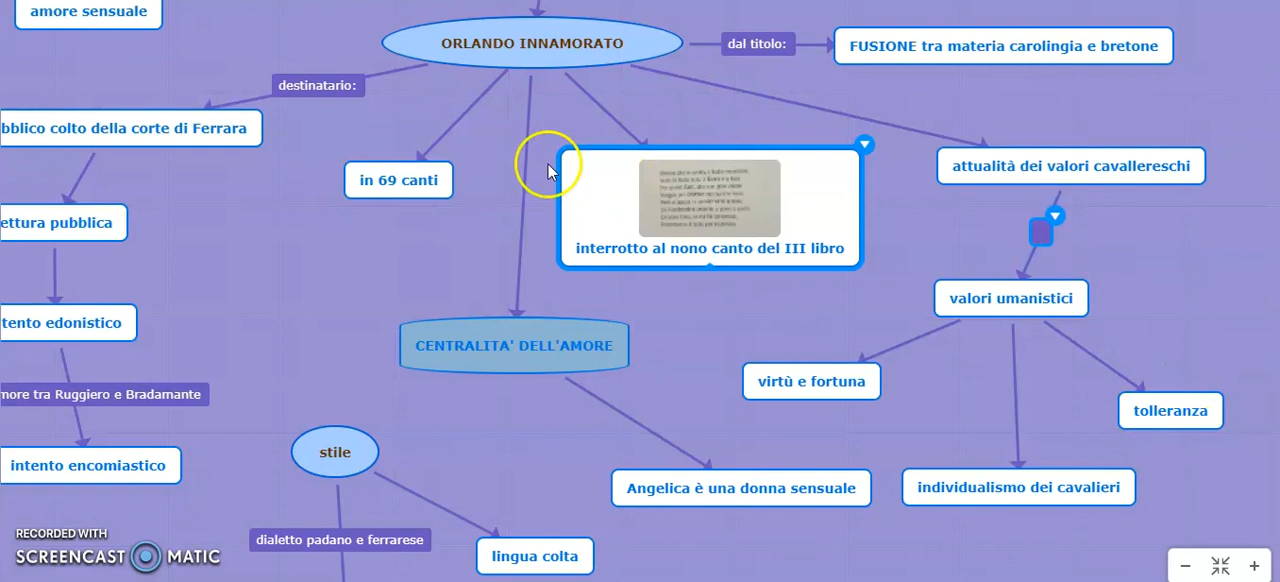 amore sensuale
ORLANDO INNAMORATO
dal titolo:
FUSIONE tra materia carolingia e bretone
destinatario:
bblico colto della corte di Ferrara
in 69 canti
interrotto al nono canto del III libro
attualità dei valori cavallereschi
ettura pubblica
valori umanistici
tento edonistico
CENTRALITA' DELL'AMORE
virtù e fortuna
tolleranza
more tra Ruggiero e Bradamante
stile
intento encomiastico
Angelica è una donna sensuale
individualismo dei cavalieri
dialetto padano e ferrarese
lingua colta
RECORDED WITH
SCREENCAST MATIC